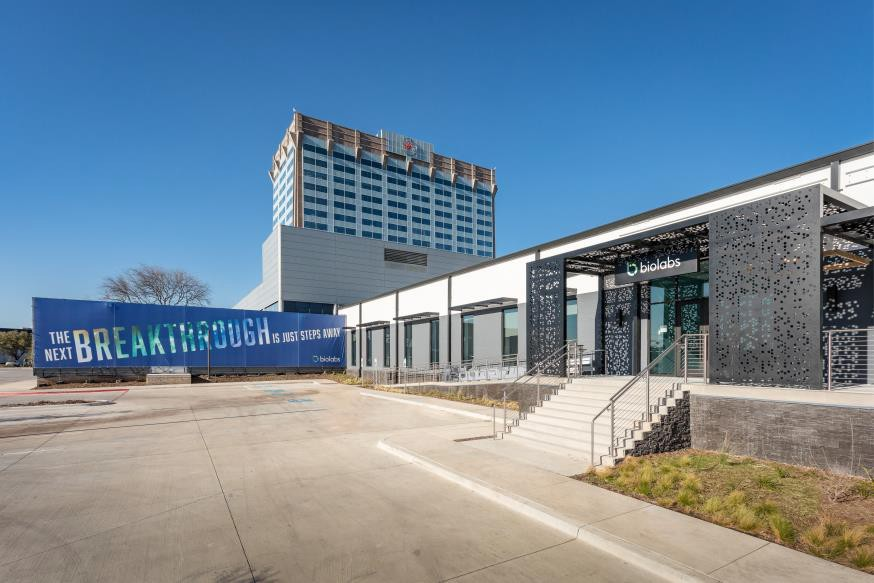 THE NEXT BREAKTHROUGH IS JUST STEPS AWAY
biolabs
biolabs